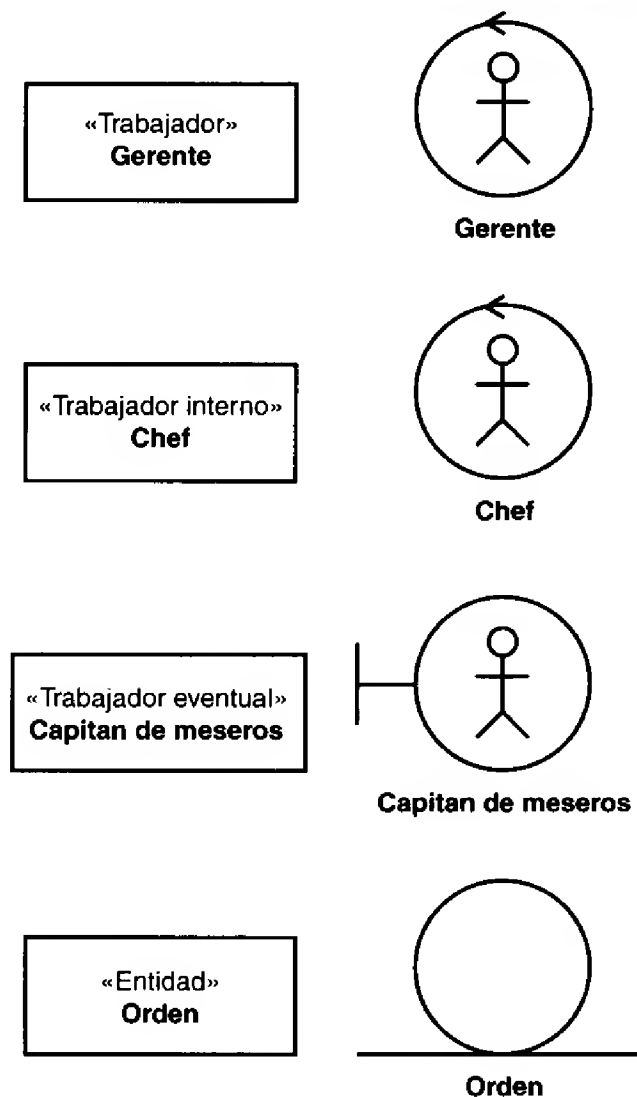 «Trabajador»
Gerente
Gerente
«Trabajador interno»
Chef
Chef
«Trabajador eventual»
Capitan de meseros
Capitan de meseros
«Entidad»
Orden
Orden